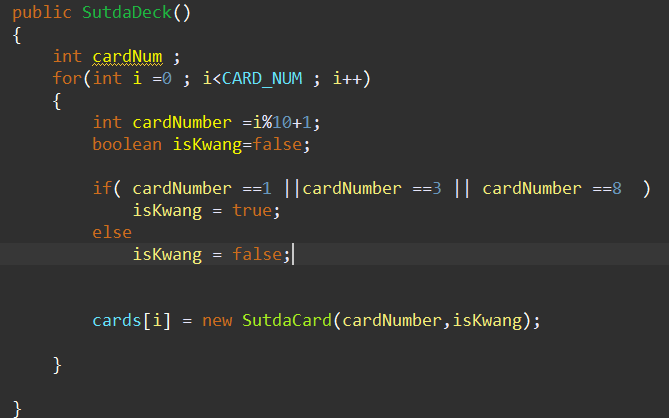 public SutdaDeck()
{
    int cardNum ;
    for(int i =0 ; i<CARD_NUM ; i++)
    {
        int cardNumber =i%10+1;
        boolean isKwang=false;
        if( cardNumber ==1 ||cardNumber ==3 || cardNumber ==8  )
            isKwang = true;
        else
            isKwang = false;
        cards[i] = new SutdaCard(cardNumber,isKwang);
    }
}